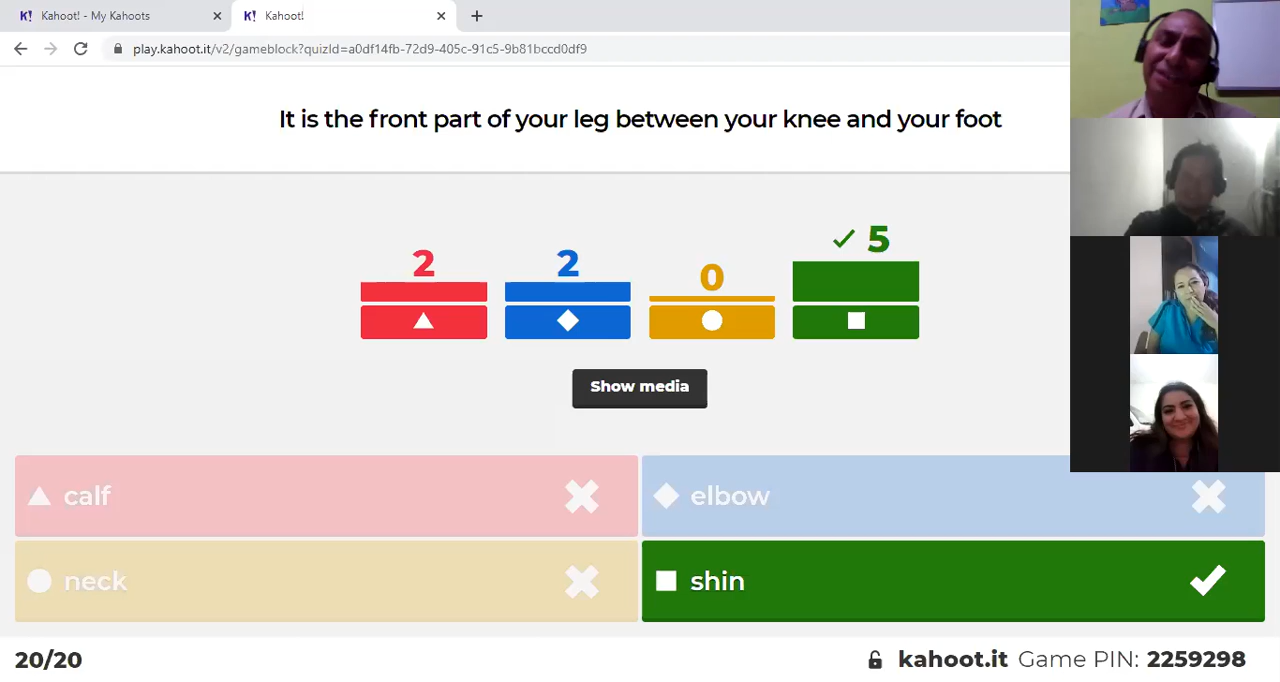 K! Kahoot! - My Kahoots
K! Kahoot!
play.kahoot.it/v2/gameblock?quizId=a0df14fb-72d9-405c-91c5-9b81bccd0df9
It is the front part of your leg between your knee and your foot
2
2
0
5
Show media
calf
elbow
neck
shin
20/20
kahoot.it Game PIN: 2259298